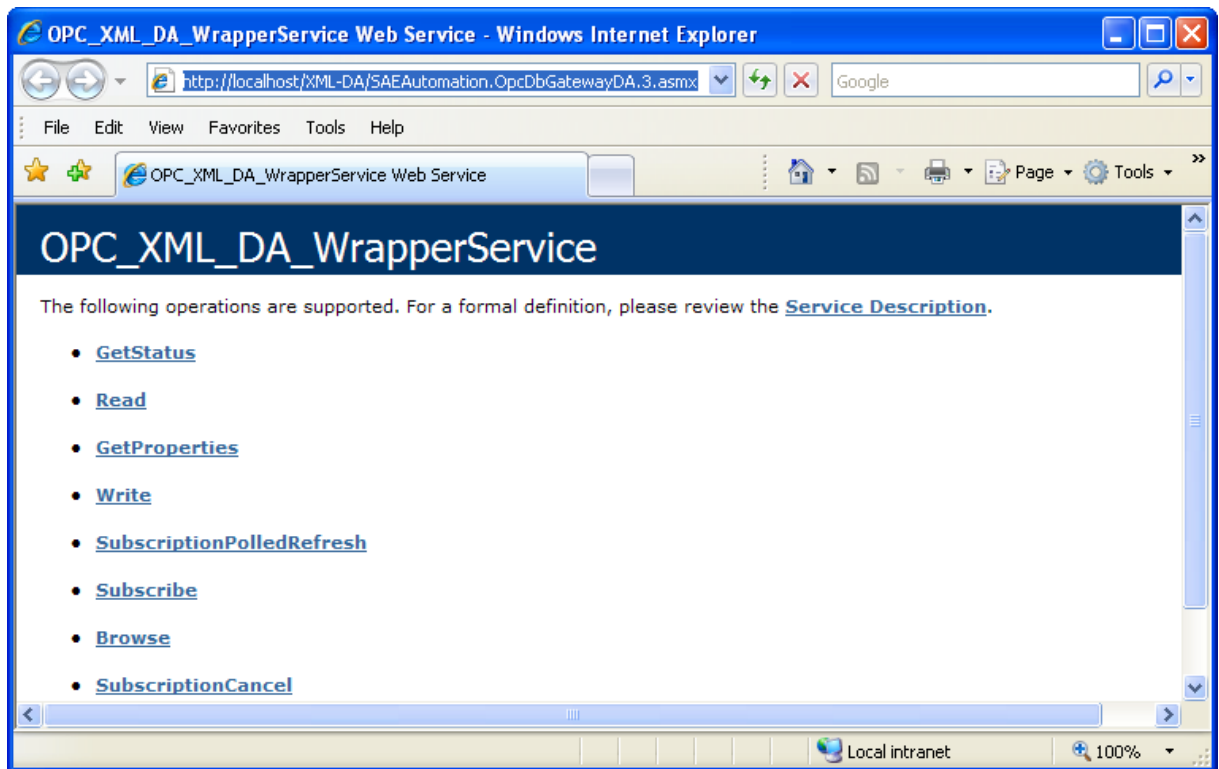 OPC_XML_DA_WrapperService Web Service - Windows Internet Explorer
http://localhost/XML-DA/SAEAutomation.OpcDbGatewayDA.3.asmx
Google
File Edit View Favorites Tools Help
OPC_XML_DA_WrapperService Web Service
Page
Tools
»
OPC_XML_DA_WrapperService
The following operations are supported. For a formal definition, please review the Service Description.
• GetStatus
• Read
• GetProperties
• Write
• SubscriptionPolledRefresh
• Subscribe
• Browse
• SubscriptionCancel
Local intranet
100%